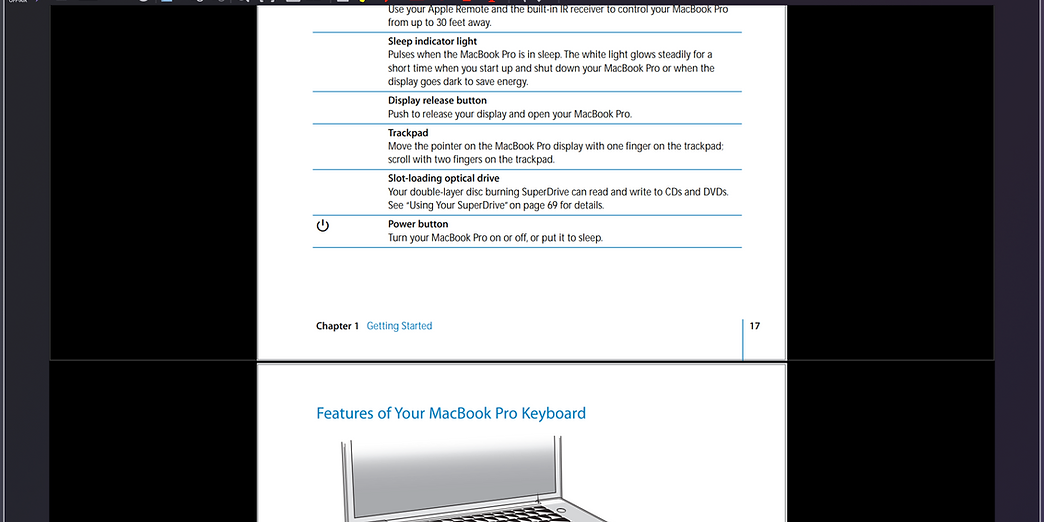 Use your Apple Remote and the built-in IR receiver to control your MacBook Pro
from up to 30 feet away.
Sleep indicator light
Pulses when the MacBook Pro is in sleep. The white light glows steadily for a
short time when you start up and shut down your MacBook Pro or when the
display goes dark to save energy.
Display release button
Push to release your display and open your MacBook Pro.
Trackpad
Move the pointer on the MacBook Pro display with one finger on the trackpad;
scroll with two fingers on the trackpad.
Slot-loading optical drive
Your double-layer disc burning SuperDrive can read and write to CDs and DVDs.
See “Using Your SuperDrive” on page 69 for details.
Power button
Turn your MacBook Pro on or off, or put it to sleep.
Chapter 1 Getting Started 17
Features of Your MacBook Pro Keyboard